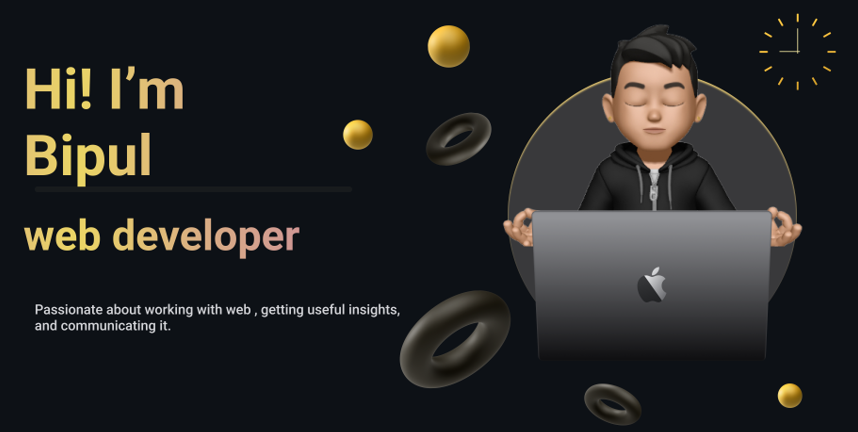 Hi! I’m
Bipul
web developer
Passionate about working with web , getting useful insights,
and communicating it.